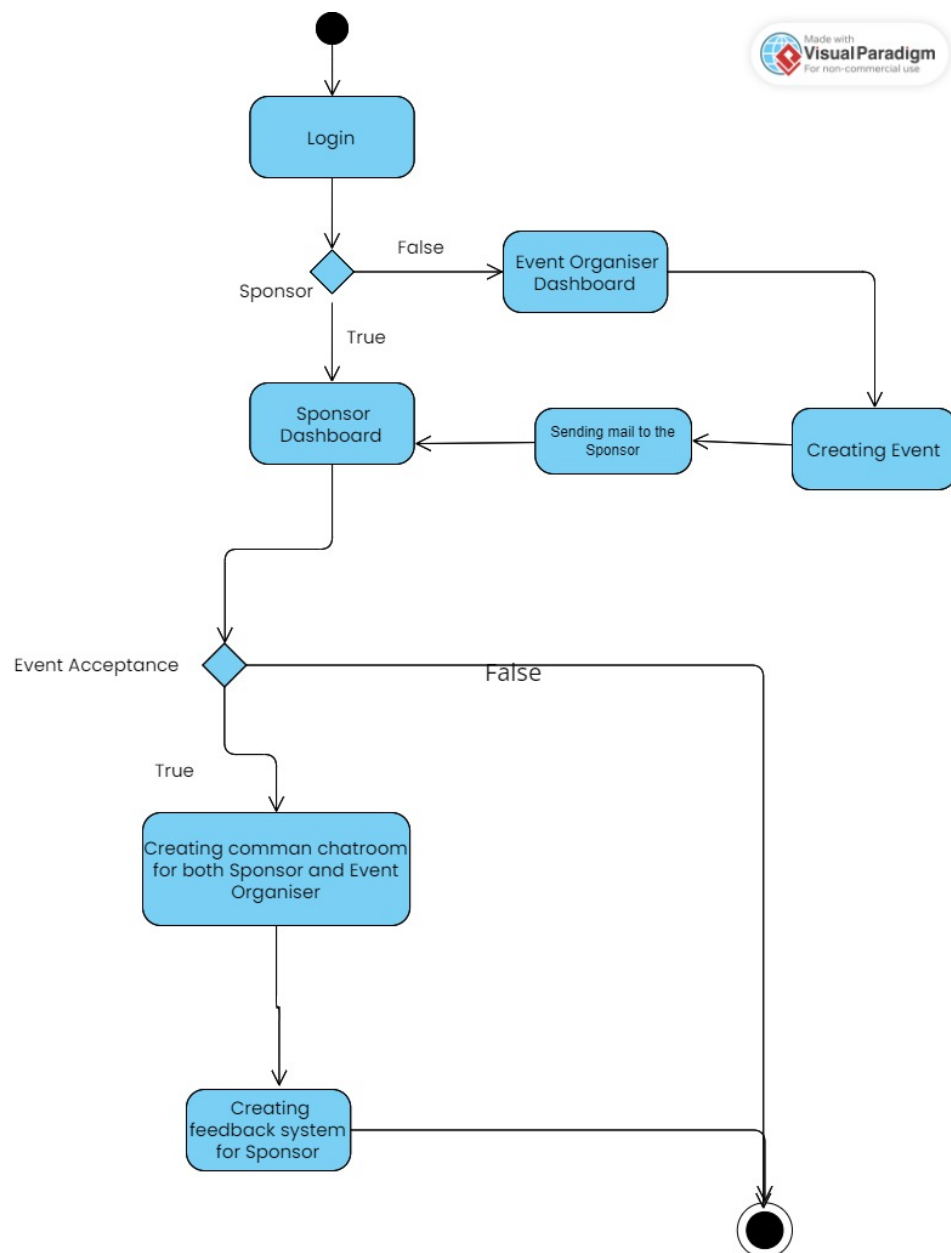 Made with
Visual Paradigm
For non-commercial use
Login
False
Event Organiser
Dashboard
Sponsor
True
Sponsor
Dashboard
Sending mail to the
Sponsor
Creating Event
Event Acceptance
False
True
Creating comman chatroom
for both Sponsor and Event
Organiser
Creating
feedback system
for Sponsor